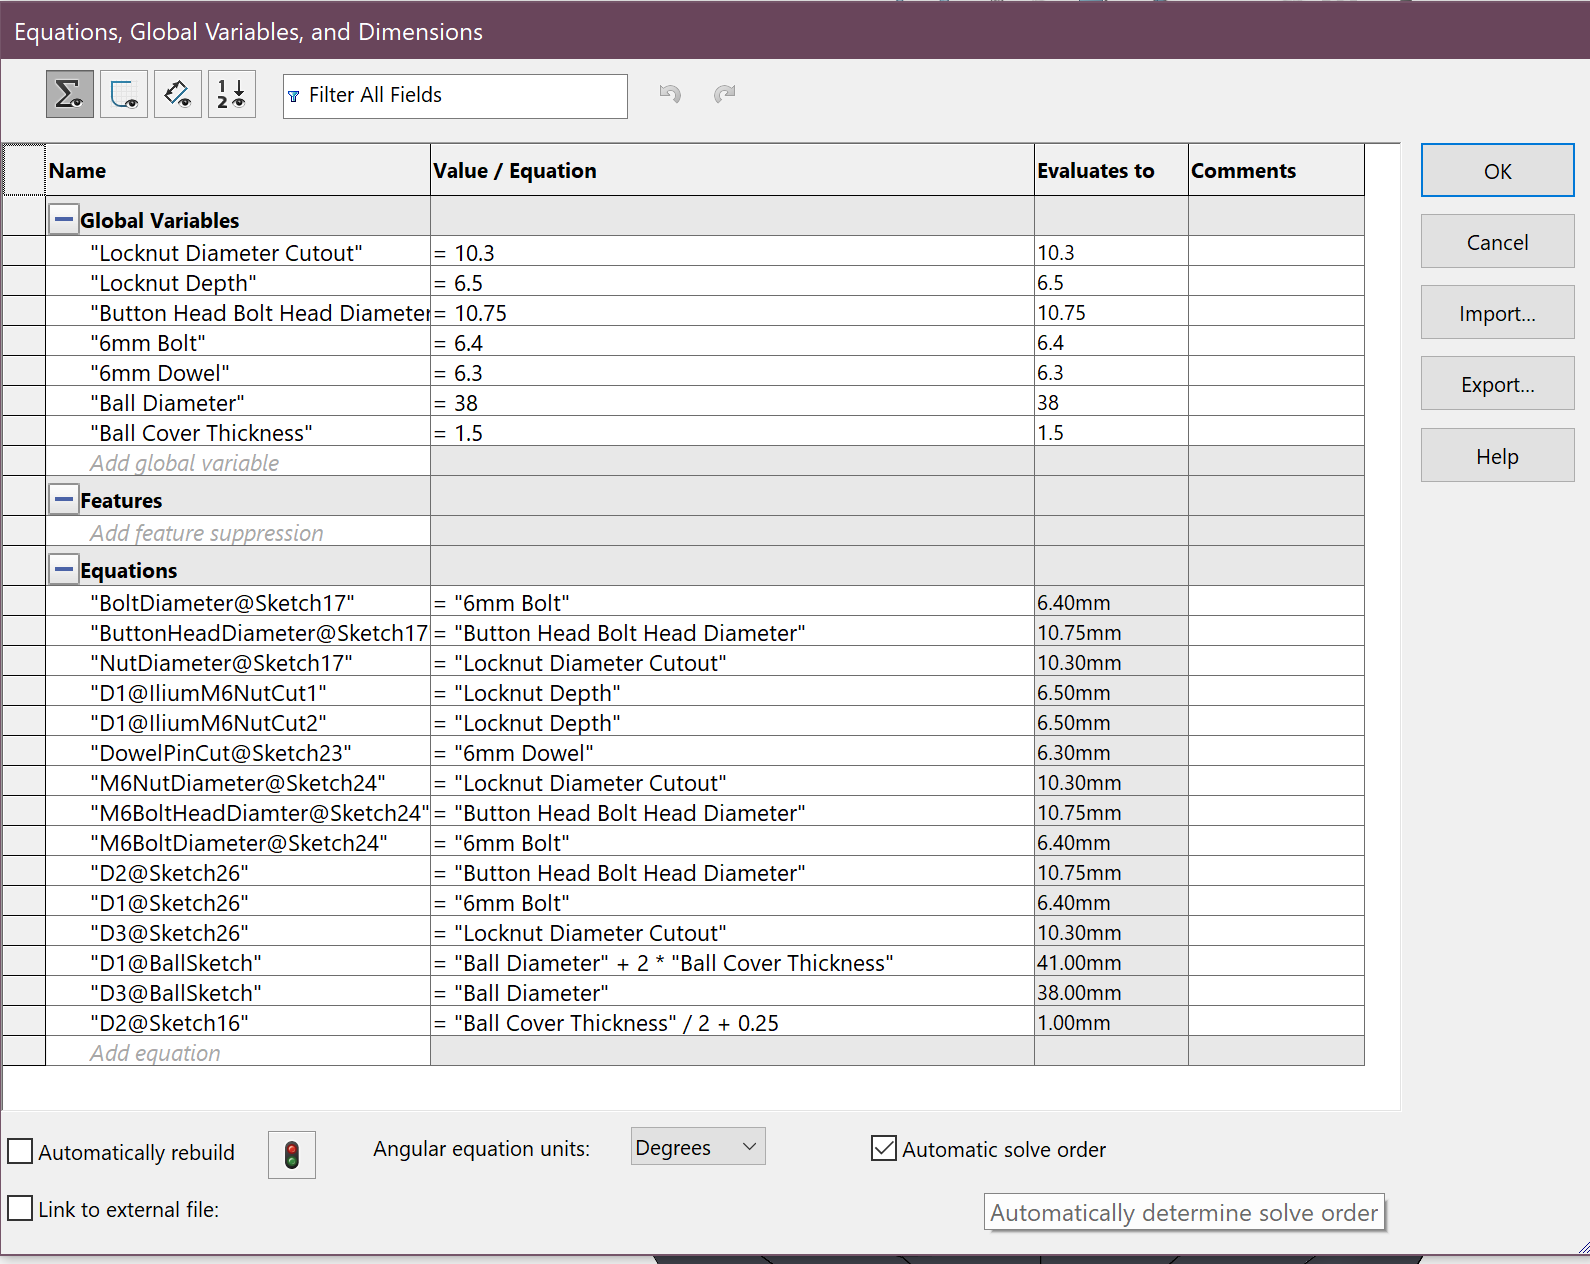 Equations, Global Variables, and Dimensions
Filter All Fields
Name Value / Equation Evaluates to Comments
Global Variables
"Locknut Diameter Cutout" = 10.3 10.3
"Locknut Depth" = 6.5 6.5
"Button Head Bolt Head Diameter = 10.75 10.75
"6mm Bolt" = 6.4 6.4
"6mm Dowel" = 6.3 6.3
"Ball Diameter" = 38 38
"Ball Cover Thickness" = 1.5 1.5
Add global variable
Features
Add feature suppression
Equations
"BoltDiameter@Sketch17" = "6mm Bolt" 6.40mm
"ButtonHeadDiameter@Sketch17 = "Button Head Bolt Head Diameter" 10.75mm
"NutDiameter@Sketch17" = "Locknut Diameter Cutout" 10.30mm
"D1@IliumM6NutCut1" = "Locknut Depth" 6.50mm
"D1@IliumM6NutCut2" = "Locknut Depth" 6.50mm
"DowelPinCut@Sketch23" = "6mm Dowel" 6.30mm
"M6NutDiameter@Sketch24" = "Locknut Diameter Cutout" 10.30mm
"M6BoltHeadDiamter@Sketch24" = "Button Head Bolt Head Diameter" 10.75mm
"M6BoltDiameter@Sketch24" = "6mm Bolt" 6.40mm
"D2@Sketch26" = "Button Head Bolt Head Diameter" 10.75mm
"D1@Sketch26" = "6mm Bolt" 6.40mm
"D3@Sketch26" = "Locknut Diameter Cutout" 10.30mm
"D1@BallSketch" = "Ball Diameter" + 2 * "Ball Cover Thickness" 41.00mm
"D3@BallSketch" = "Ball Diameter" 38.00mm
"D2@Sketch16" = "Ball Cover Thickness" / 2 + 0.25 1.00mm
Add equation
OK
Cancel
Import...
Export...
Help
Automatically rebuild Angular equation units: Degrees Automatic solve order
Link to external file:
Automatically determine solve order